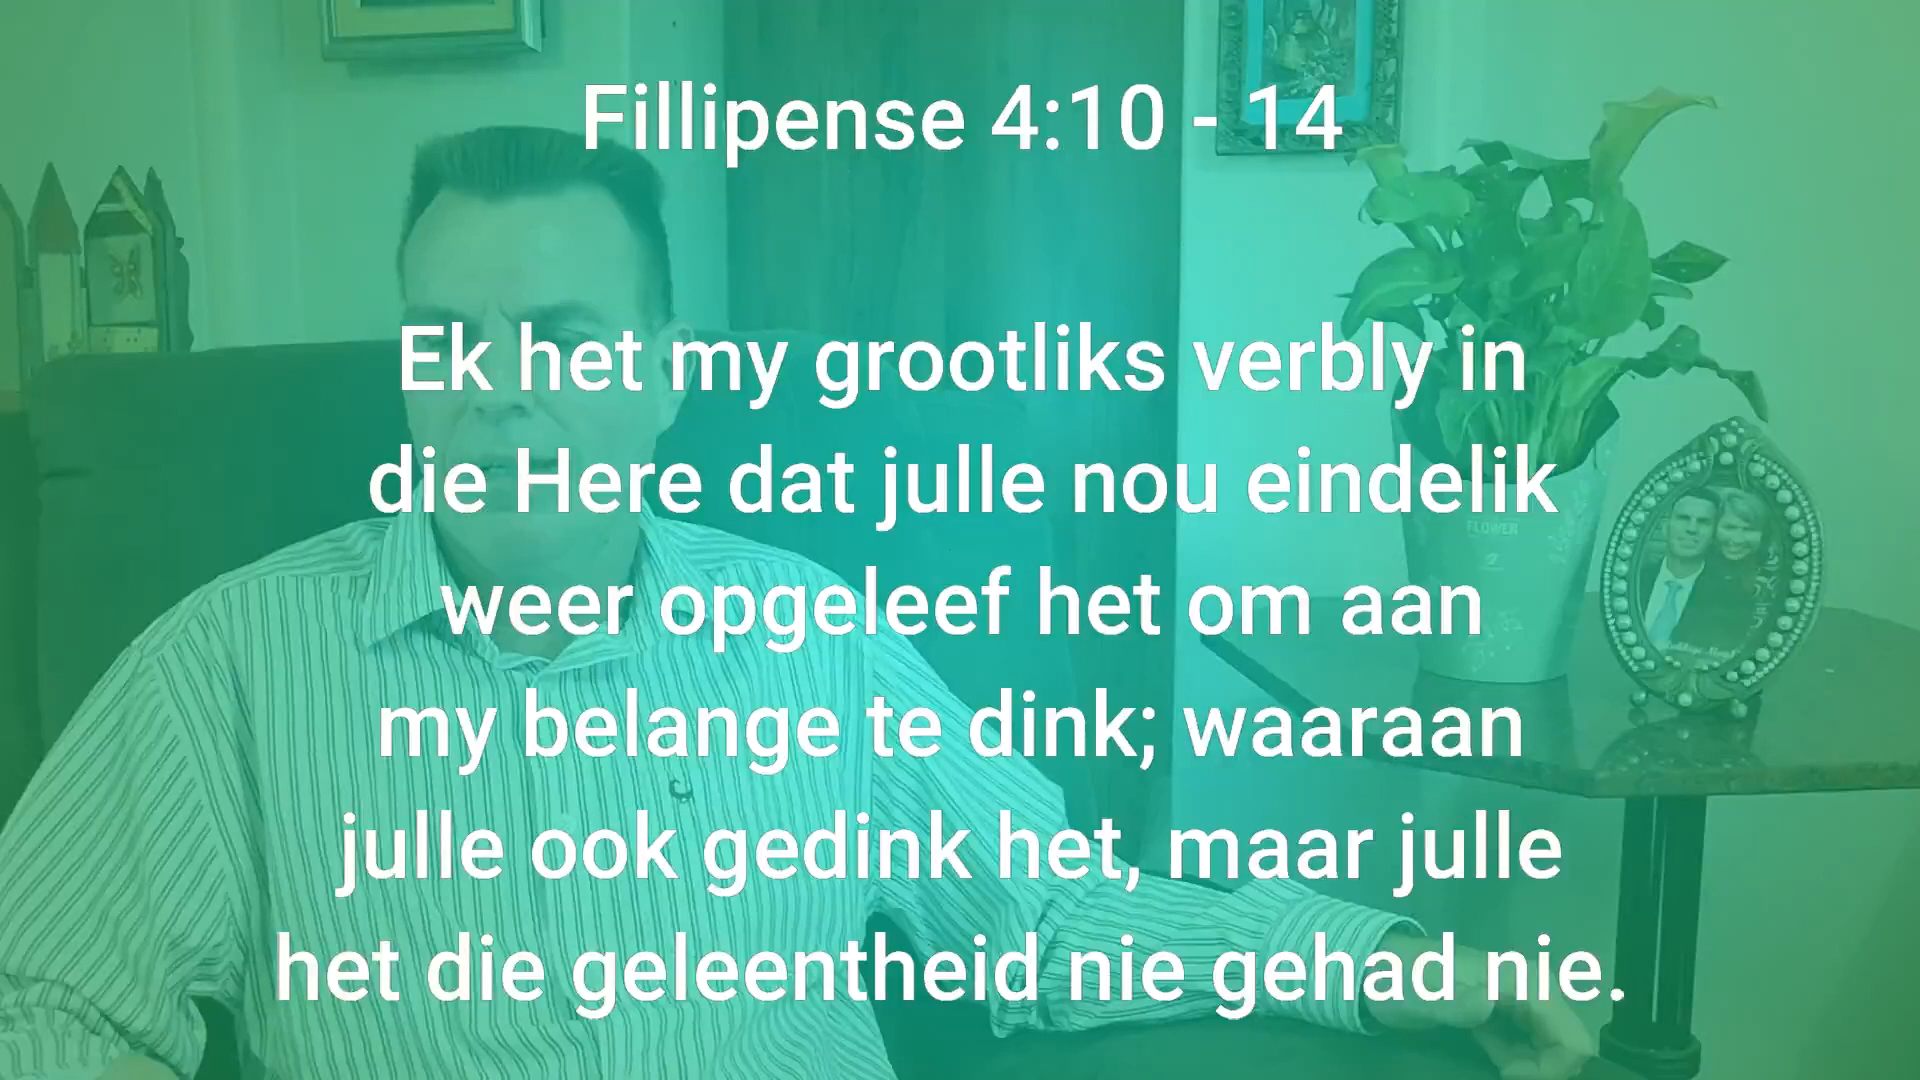 Fillipense 4:10 - 14
Ek het my grootliks verbly in
die Here dat julle nou eindelik
weer opgeleef het om aan
my belange te dink; waaraan
julle ook gedink het, maar julle
het die geleentheid nie gehad nie.
FLOWER